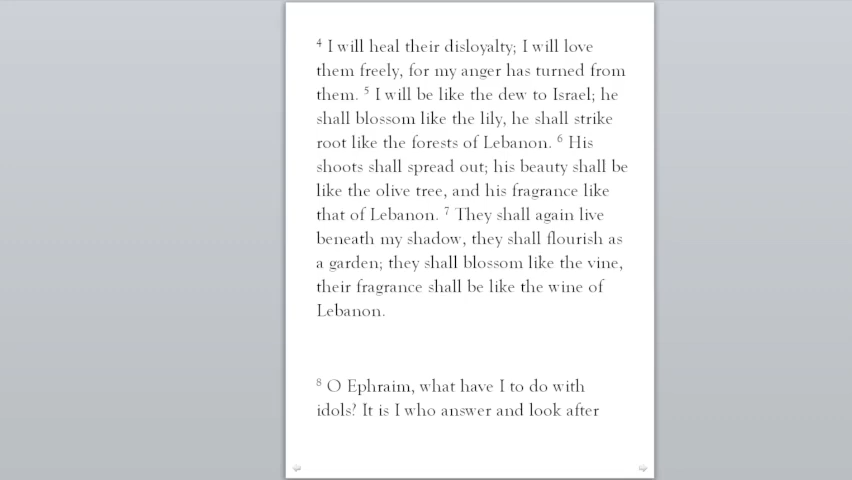 4 I will heal their disloyalty; I will love
them freely, for my anger has turned from
them. 5 I will be like the dew to Israel; he
shall blossom like the lily, he shall strike
root like the forests of Lebanon. 6 His
shoots shall spread out; his beauty shall be
like the olive tree, and his fragrance like
that of Lebanon. 7 They shall again live
beneath my shadow, they shall flourish as
a garden; they shall blossom like the vine,
their fragrance shall be like the wine of
Lebanon.
8 O Ephraim, what have I to do with
idols? It is I who answer and look after